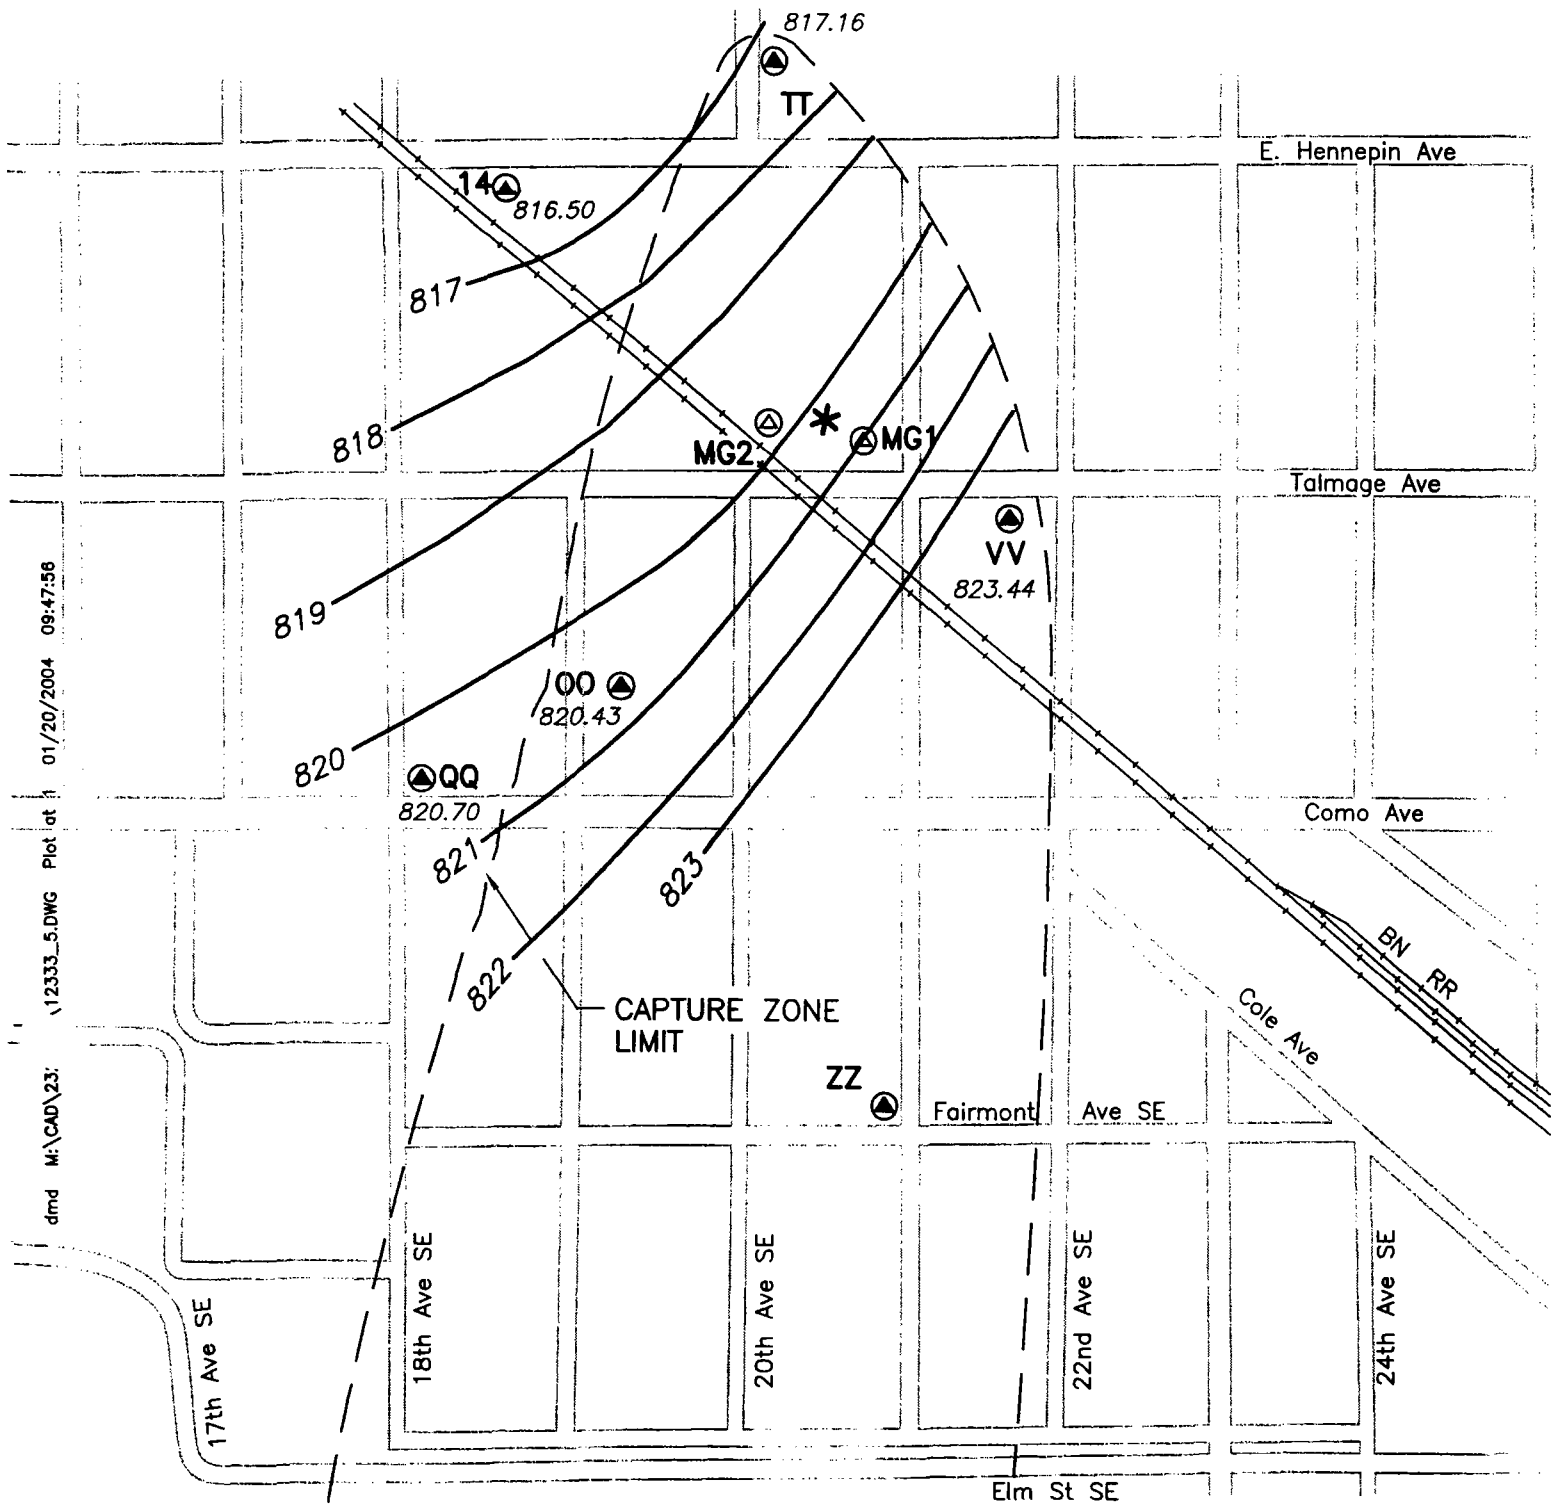 817.16
TT
E. Hennepin Ave
14
816.50
817
818
MG2
MG1
Talmage Ave
VV
823.44
819
OO
820.43
820
QQ
820.70
Como Ave
821
823
822
BN RR
CAPTURE ZONE
LIMIT
Cole Ave
ZZ
Fairmont Ave SE
17th Ave SE
18th Ave SE
20th Ave SE
22nd Ave SE
24th Ave SE
Elm St SE
dmd M:\CAD\23: \12333_5.DWG Plot at 1 01/20/2004 09:47:56